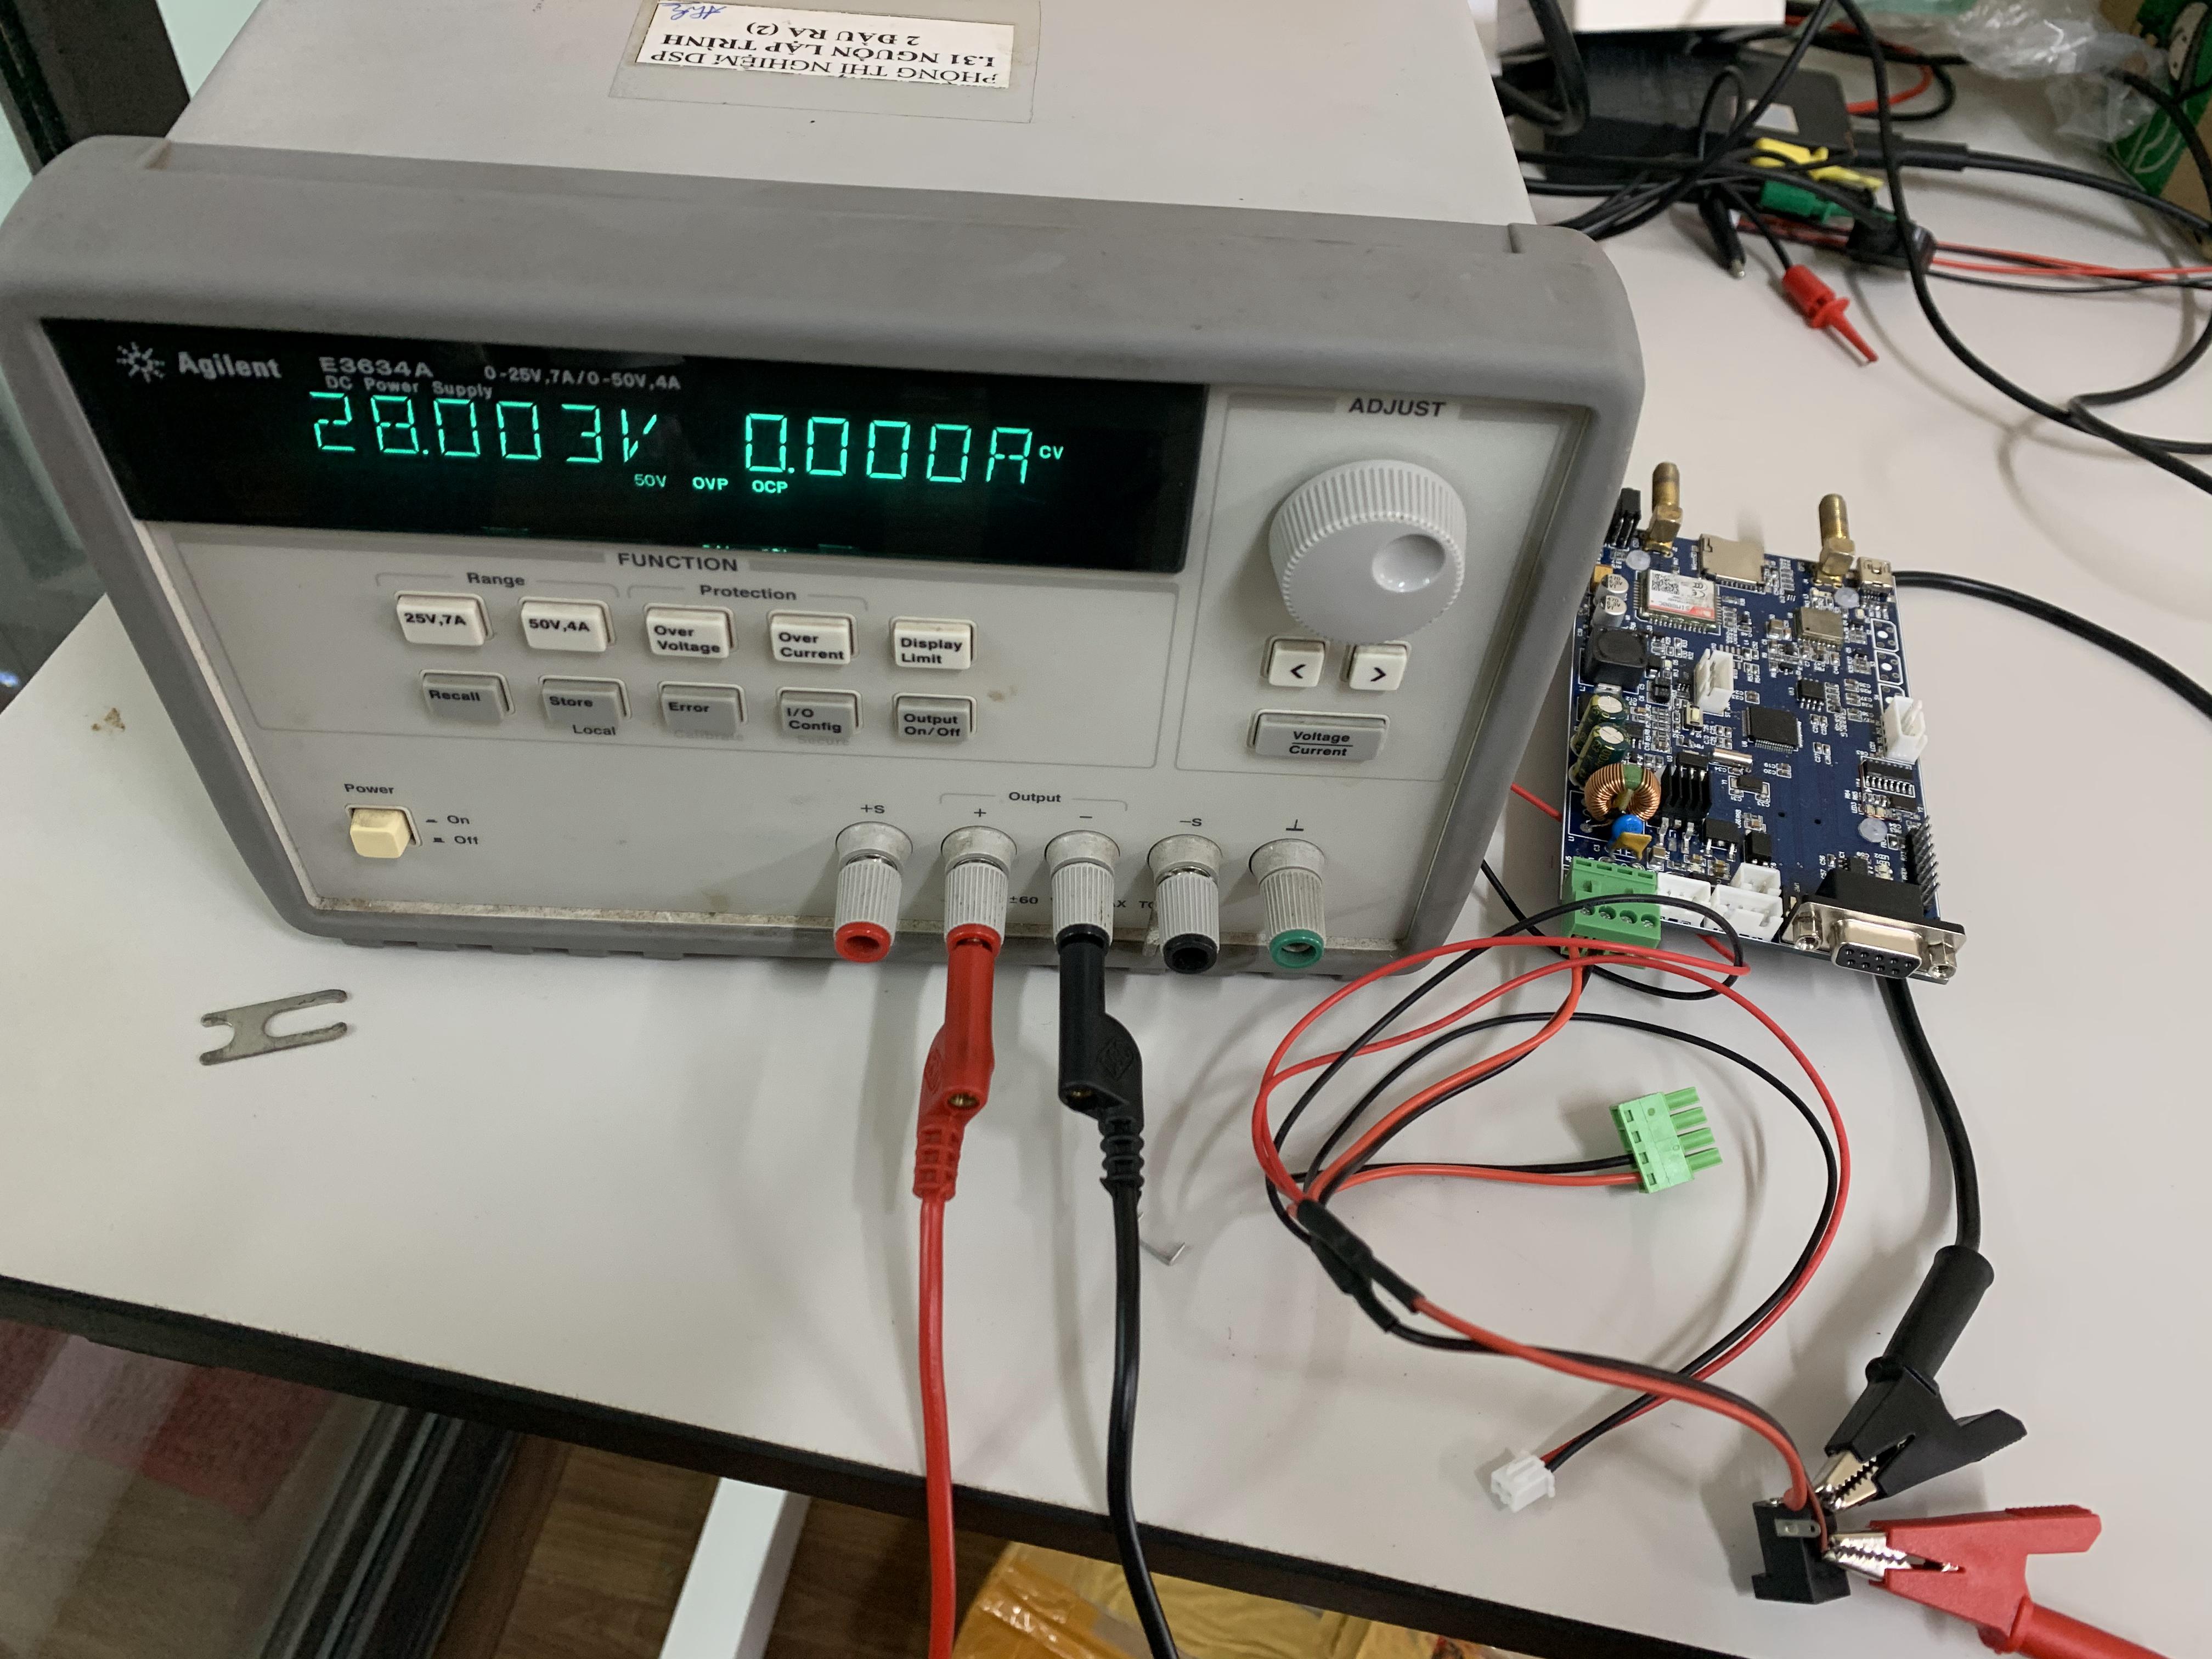 PHÒNG THÍ NGHIỆM DSP
1.31 NGUỒN LẬP TRÌNH
2 ĐẦU RA (2)
Agilent
E3634A
0-25V,7A/0-50V,4A
DC Power Supply
28.003V 0.000A CV
50V OVP OCP
ADJUST
FUNCTION
Range
Protection
25V,7A
50V,4A
Over
Voltage
Over
Current
Display
Limit
Recall
Store
Local
Error
Calibrate
I/O
Config
Secure
Output
On/Off
Voltage
Current
Power
On
Off
Output
+S
+
-
-S
±60